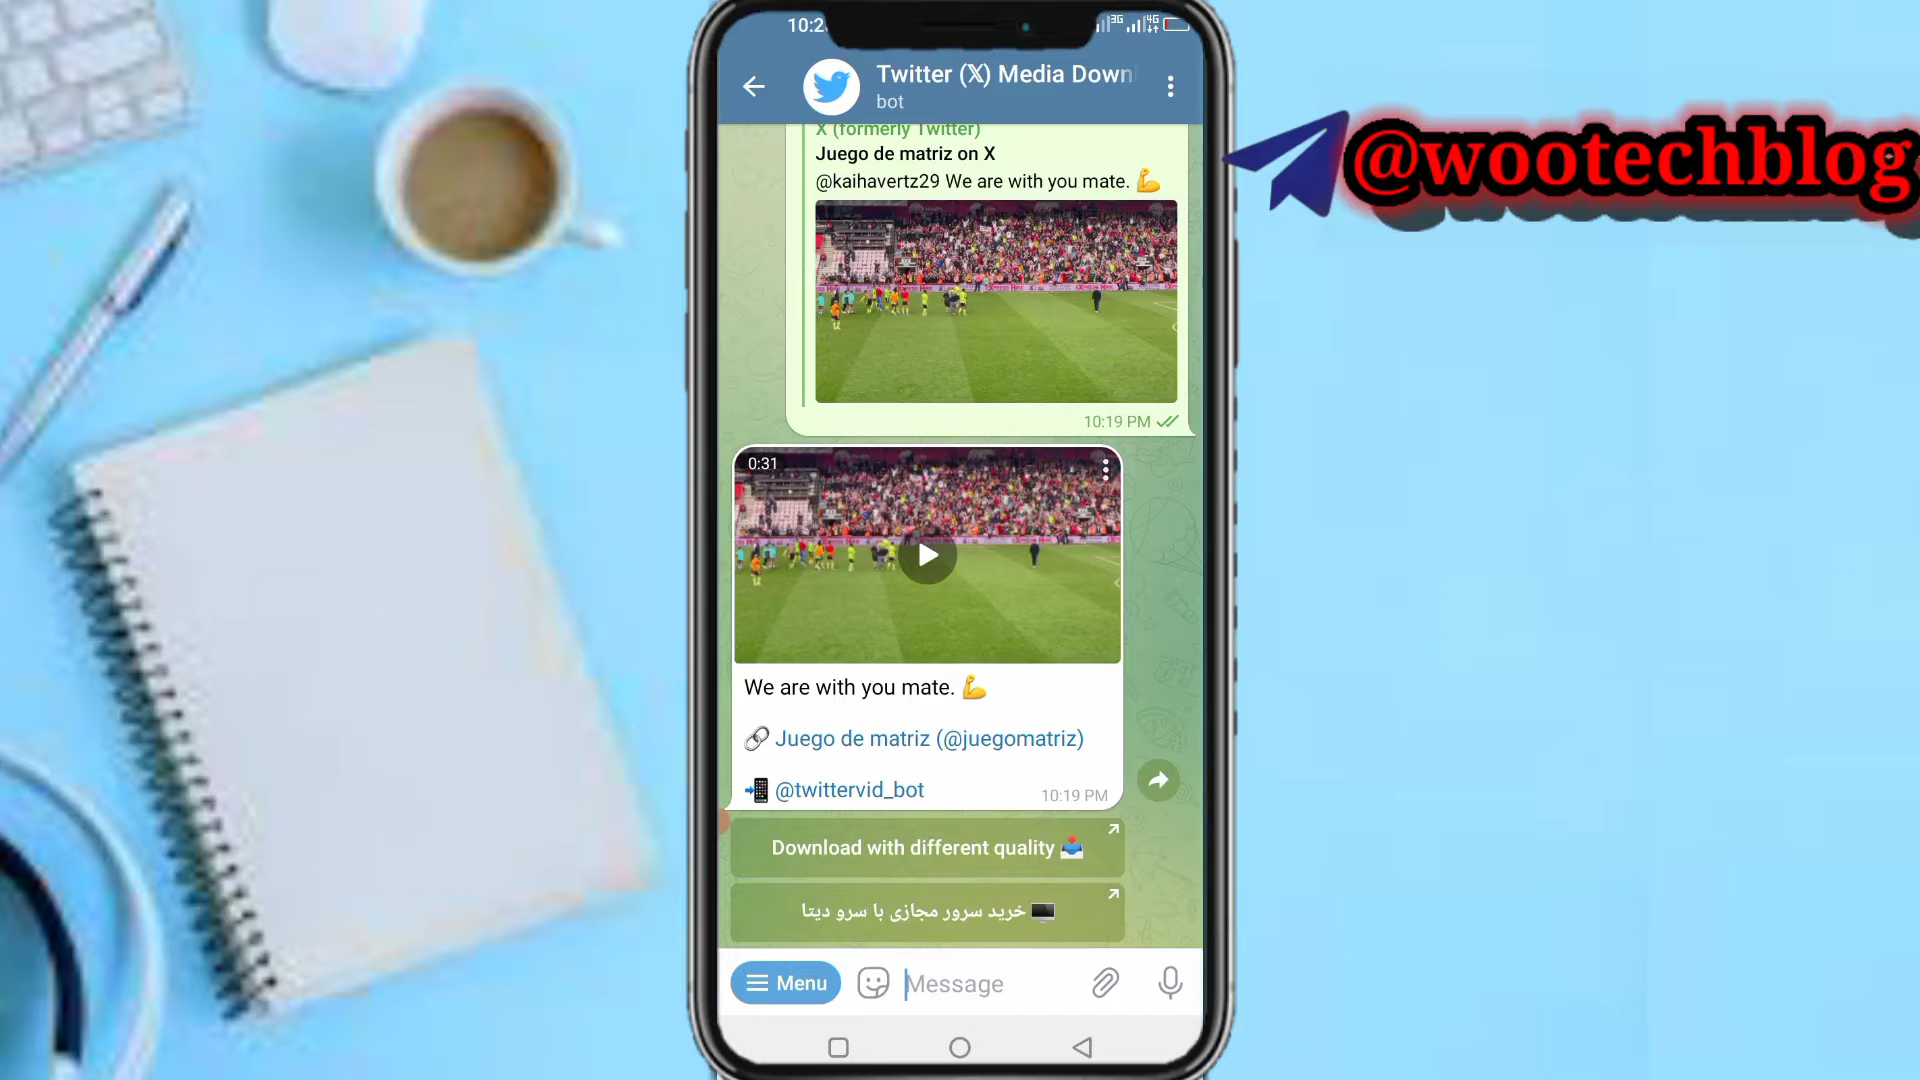 10:2
3G
4G
Twitter (𝕏) Media Down
bot
@wootechblog
X (formerly Twitter)
Juego de matriz on X
@kaihavertz29 We are with you mate. 💪
10:19 PM
0:31
We are with you mate. 💪
🔗 Juego de matriz (@juegomatriz)
📲 @twittervid_bot
10:19 PM
Download with different quality 📤
🖥️ خرید سرور مجازی با سرو دیتا
Menu
Message